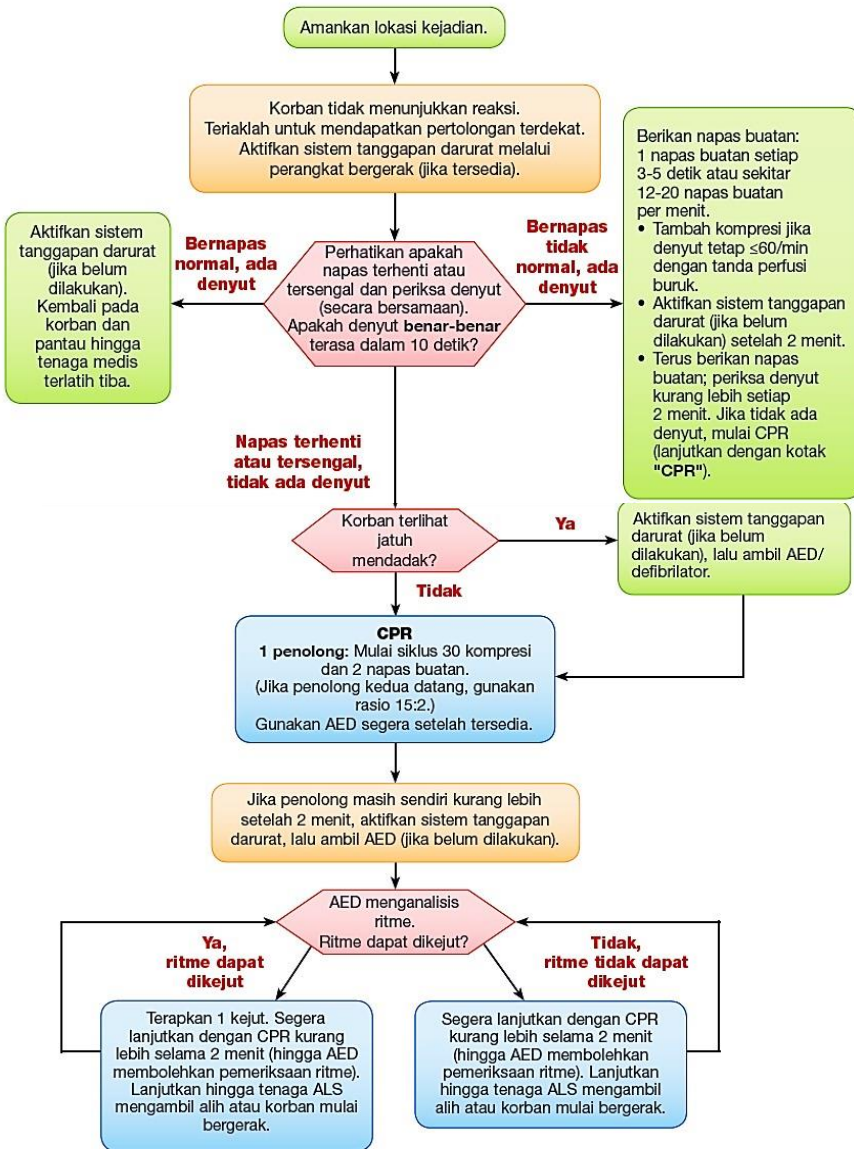 Amankan lokasi kejadian.
Korban tidak menunjukkan reaksi.
Teriaklah untuk mendapatkan pertolongan terdekat.
Aktifkan sistem tanggapan darurat melalui
perangkat bergerak (jika tersedia).
Aktifkan sistem
tanggapan darurat
(jika belum
dilakukan).
Kembali pada
korban dan
pantau hingga
tenaga medis
terlatih tiba.
Bernapas
normal, ada
denyut
Perhatikan apakah
napas terhenti atau
tersengal dan periksa denyut
(secara bersamaan).
Apakah denyut benar-benar
terasa dalam 10 detik?
Bernapas
tidak
normal, ada
denyut
Berikan napas buatan:
1 napas buatan setiap
3-5 detik atau sekitar
12-20 napas buatan
per menit.
• Tambah kompresi jika
denyut tetap ≤60/min
dengan tanda perfusi
buruk.
• Aktifkan sistem tanggapan
darurat (jika belum
dilakukan) setelah 2 menit.
• Terus berikan napas
buatan; periksa denyut
kurang lebih setiap
2 menit. Jika tidak ada
denyut, mulai CPR
(lanjutkan dengan kotak
"CPR").
Napas terhenti
atau tersengal,
tidak ada denyut
Korban terlihat
jatuh
mendadak?
Ya
Aktifkan sistem tanggapan
darurat (jika belum
dilakukan), lalu ambil AED/
defibrilator.
Tidak
CPR
1 penolong: Mulai siklus 30 kompresi
dan 2 napas buatan.
(Jika penolong kedua datang, gunakan
rasio 15:2.)
Gunakan AED segera setelah tersedia.
Jika penolong masih sendiri kurang lebih
setelah 2 menit, aktifkan sistem tanggapan
darurat, lalu ambil AED (jika belum dilakukan).
AED menganalisis
ritme.
Ritme dapat dikejut?
Ya,
ritme dapat
dikejut
Tidak,
ritme tidak dapat
dikejut
Terapkan 1 kejut. Segera
lanjutkan dengan CPR kurang
lebih selama 2 menit (hingga AED
membolehkan pemeriksaan ritme).
Lanjutkan hingga tenaga ALS
mengambil alih atau korban mulai
bergerak.
Segera lanjutkan dengan CPR
kurang lebih selama 2 menit
(hingga AED membolehkan
pemeriksaan ritme). Lanjutkan
hingga tenaga ALS mengambil
alih atau korban mulai bergerak.